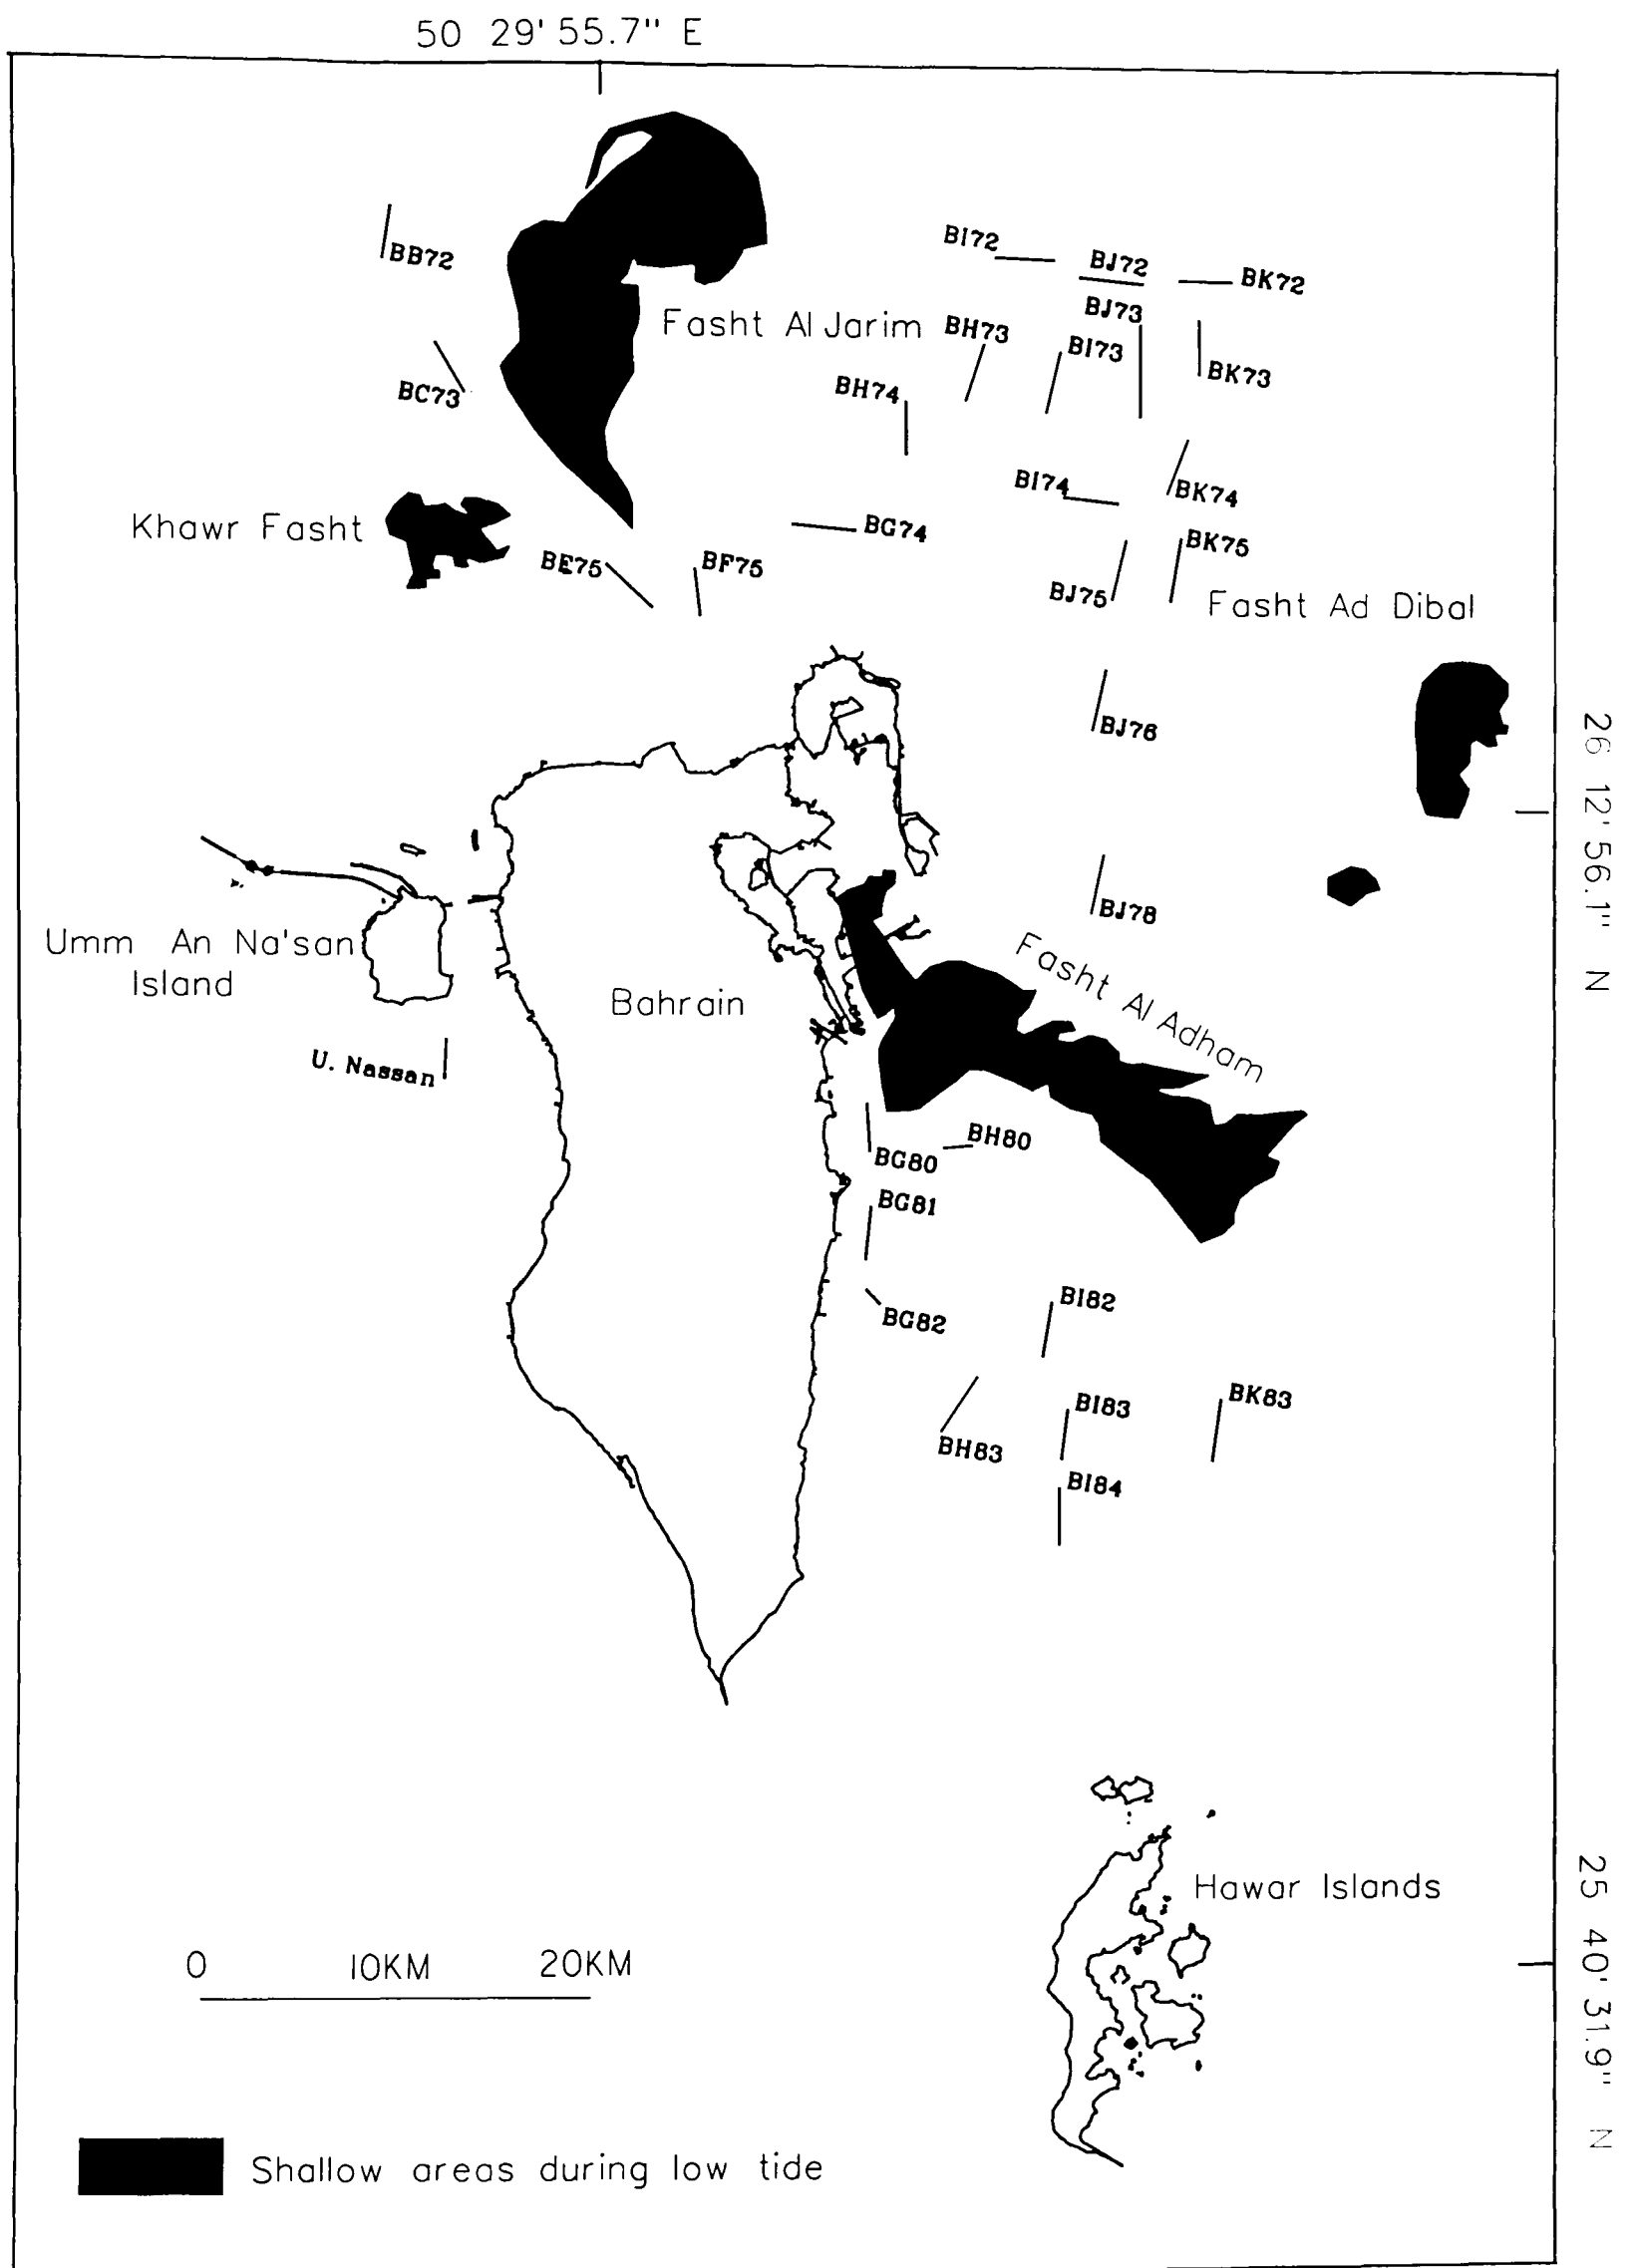 50 29' 55.7" E
BB72
BI72
BJ72
BK72
BJ73
Fasht Al Jarim
BH73
BI73
BK73
BC73
BH74
BI74
BK74
Khawr Fasht
BG74
BE75
BF75
BK75
BJ75
Fasht Ad Dibal
BJ76
26 12' 56.1" N
BJ78
Umm An Na'san
Island
Fasht Al Adham
Bahrain
U. Nassan
BH80
BG80
BG81
BI82
BG82
BK83
BI83
BH83
BI84
Hawar Islands
25 40' 31.9" N
0 10KM 20KM
Shallow areas during low tide